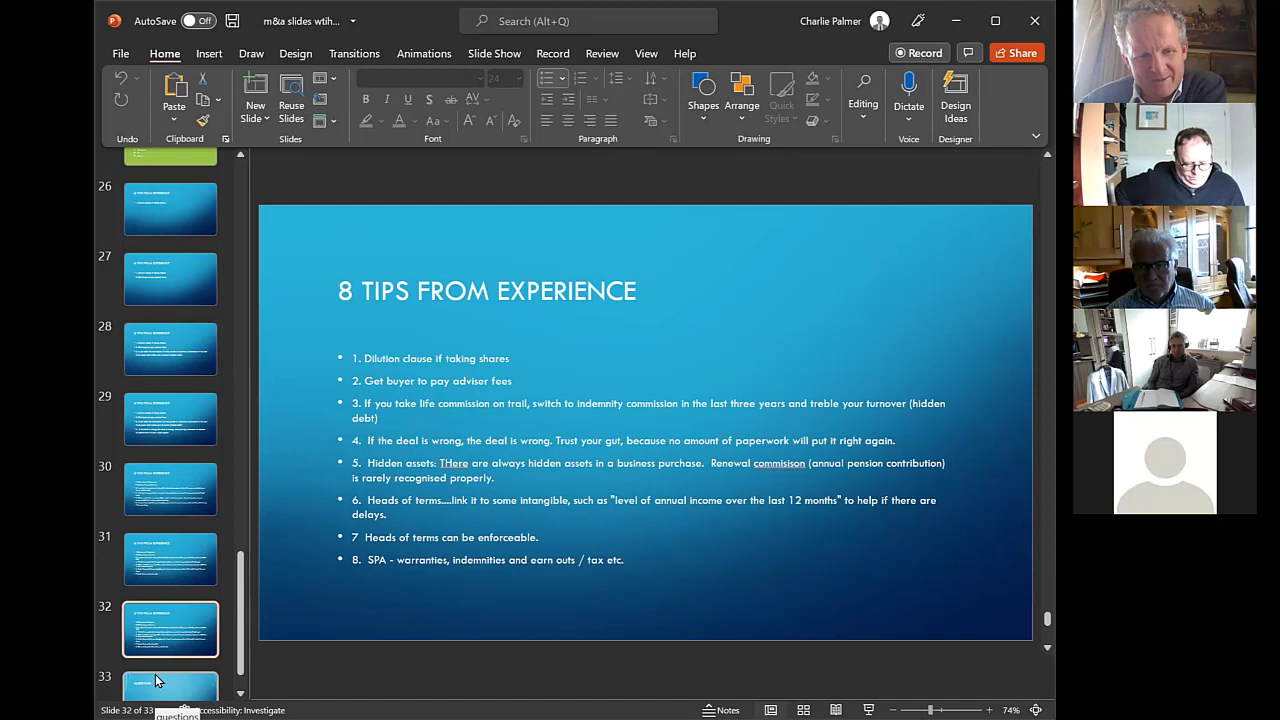 AutoSave Off m&a slides wtih... Search (Alt+Q) Charlie Palmer
File Home Insert Draw Design Transitions Animations Slide Show Record Review View Help Record Share
Paste New Slide Reuse Slides 24 Shapes Arrange Quick Styles Editing Dictate Design Ideas
B I U S ab AV Aa A A A
Undo Clipboard Slides Font Paragraph Drawing Voice Designer
26
27
28
29
30
31
32
33
8 TIPS FROM EXPERIENCE
• 1. Dilution clause if taking shares
• 2. Get buyer to pay adviser fees
• 3. If you take life commission on trail, switch to indemnity commission in the last three years and treble your turnover (hidden
debt)
• 4. If the deal is wrong, the deal is wrong. Trust your gut, because no amount of paperwork will put it right again.
• 5. Hidden assets: THere are always hidden assets in a business purchase. Renewal commisison (annual pension contribution)
is rarely recognised properly.
• 6. Heads of terms....link it to some intangible, such as "level of annual income over the last 12 months" to help if there are
delays.
• 7 Heads of terms can be enforceable.
• 8. SPA - warranties, indemnities and earn outs / tax etc.
Slide 32 of 33 Accessibility: Investigate Notes 74%
questions